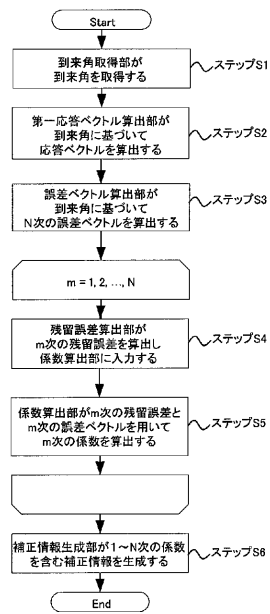 Start
到来角取得部が
到来角を取得する
ステップS1
第一応答ベクトル算出部が
到来角に基づいて
応答ベクトルを算出する
ステップS2
誤差ベクトル算出部が
到来角に基づいて
N次の誤差ベクトルを算出する
ステップS3
m = 1, 2, ..., N
残留誤差算出部が
m次の残留誤差を算出し
係数算出部に入力する
ステップS4
係数算出部がm次の残留誤差と
m次の誤差ベクトルを用いて
m次の係数を算出する
ステップS5
補正情報生成部が1~N次の係数
を含む補正情報を生成する
ステップS6
End